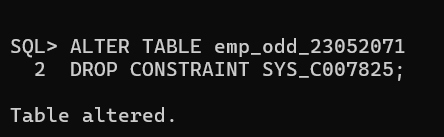 SQL> ALTER TABLE emp_odd_23052071
2 DROP CONSTRAINT SYS_C007825;
Table altered.